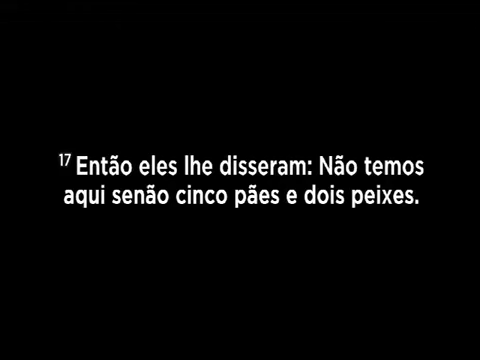 17 Então eles lhe disseram: Não temos
aqui senão cinco pães e dois peixes.